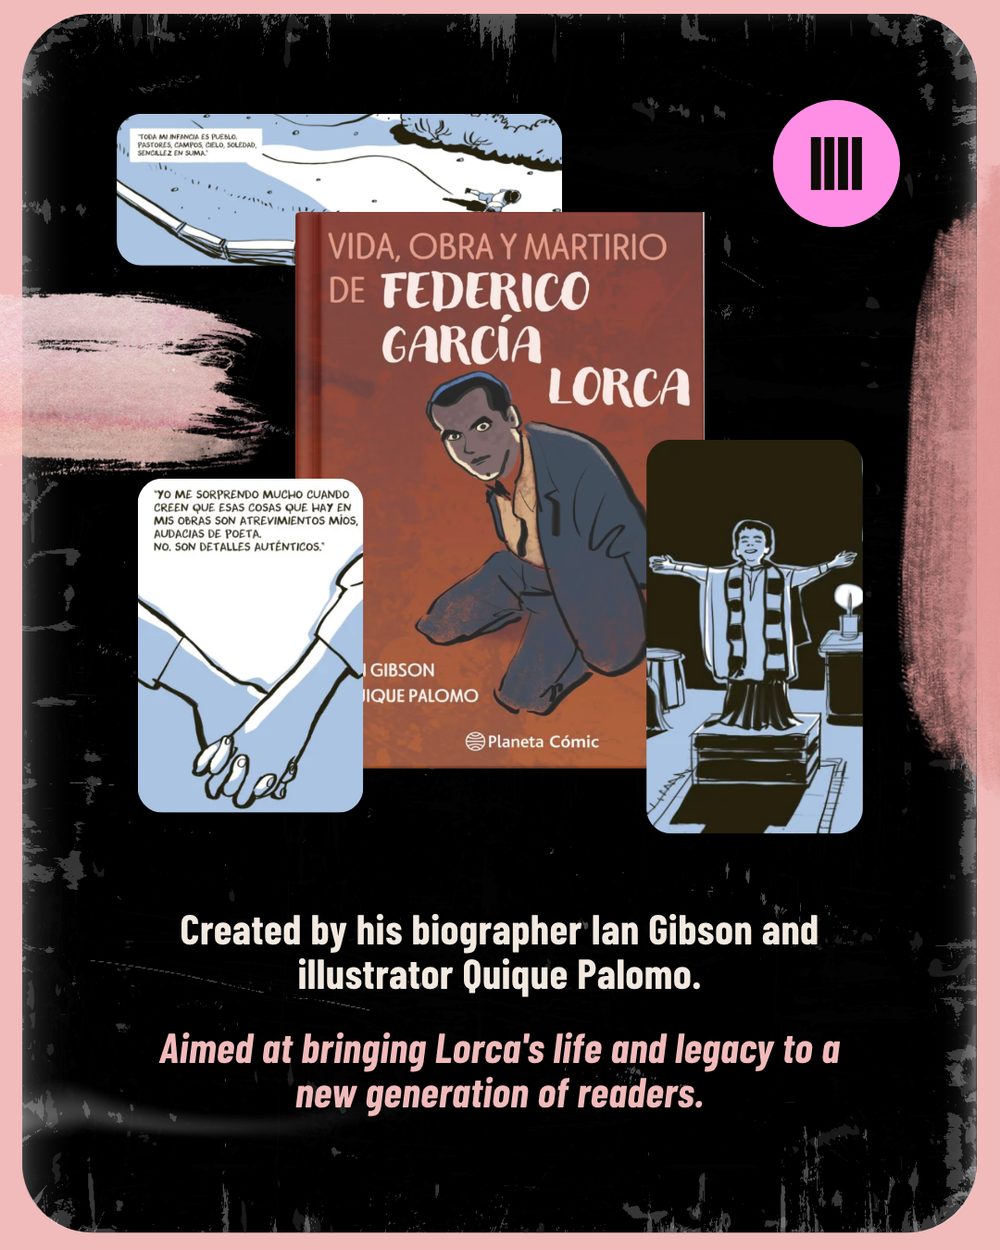 "TODA MI INFANCIA ES PUEBLO.
PASTORES, CAMPOS, CIELO, SOLEDAD,
SENCILLEZ EN SUMA."
VIDA, OBRA Y MARTIRIO
DE FEDERICO
GARCÍA
LORCA
"YO ME SORPRENDO MUCHO CUANDO
CREEN QUE ESAS COSAS QUE HAY EN
MIS OBRAS SON ATREVIMIENTOS MÍOS,
AUDACIAS DE POETA.
NO. SON DETALLES AUTÉNTICOS."
GIBSON
PALOMO
Planeta Cómic
Created by his biographer Ian Gibson and
illustrator Quique Palomo.
Aimed at bringing Lorca's life and legacy to a
new generation of readers.